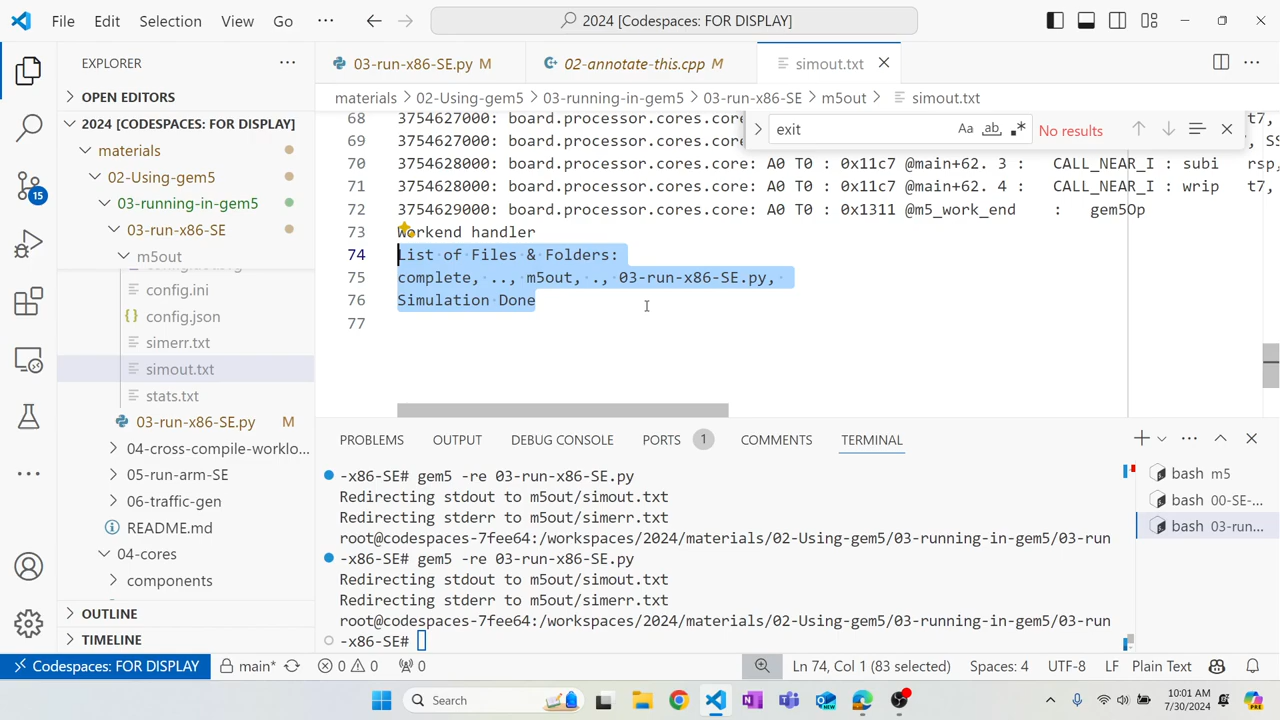 File Edit Selection View Go ··· 2024 [Codespaces: FOR DISPLAY]
EXPLORER
OPEN EDITORS
2024 [CODESPACES: FOR DISPLAY]
materials
02-Using-gem5
03-running-in-gem5
03-run-x86-SE
m5out
config.ini
{} config.json
simerr.txt
simout.txt
stats.txt
03-run-x86-SE.py M
04-cross-compile-worklo...
05-run-arm-SE
06-traffic-gen
README.md
04-cores
components
OUTLINE
TIMELINE
15
03-run-x86-SE.py M
02-annotate-this.cpp M
simout.txt
materials > 02-Using-gem5 > 03-running-in-gem5 > 03-run-x86-SE > m5out > simout.txt
exit Aa ab .* No results
68 3754627000: board.processor.cores.core: A0 T0 :
69 3754627000: board.processor.cores.core: A0 T0 :
70 3754628000: board.processor.cores.core: A0 T0 : 0x11c7 @main+62. 3 : CALL_NEAR_I : subi rsp,
71 3754628000: board.processor.cores.core: A0 T0 : 0x11c7 @main+62. 4 : CALL_NEAR_I : wrip t7,
72 3754629000: board.processor.cores.core: A0 T0 : 0x1311 @m5_work_end : gem5Op
73 Workend handler
74 List of Files & Folders:
75 complete, .., m5out, ., 03-run-x86-SE.py,
76 Simulation Done
77
PROBLEMS OUTPUT DEBUG CONSOLE PORTS 1 COMMENTS TERMINAL
-x86-SE# gem5 -re 03-run-x86-SE.py
Redirecting stdout to m5out/simout.txt
Redirecting stderr to m5out/simerr.txt
root@codespaces-7fee64:/workspaces/2024/materials/02-Using-gem5/03-running-in-gem5/03-run
-x86-SE# gem5 -re 03-run-x86-SE.py
Redirecting stdout to m5out/simout.txt
Redirecting stderr to m5out/simerr.txt
root@codespaces-7fee64:/workspaces/2024/materials/02-Using-gem5/03-running-in-gem5/03-run
-x86-SE#
bash m5
bash 00-SE-...
bash 03-run...
Codespaces: FOR DISPLAY main* 0 0 0 Ln 74, Col 1 (83 selected) Spaces: 4 UTF-8 LF Plain Text
Search
10:01 AM
7/30/2024